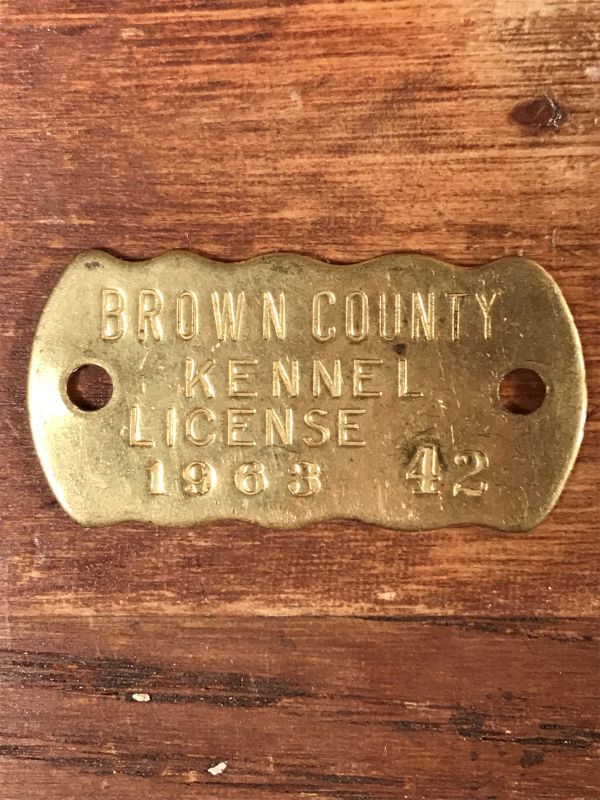 BROWN COUNTY
KENNEL
LICENSE
1963 42